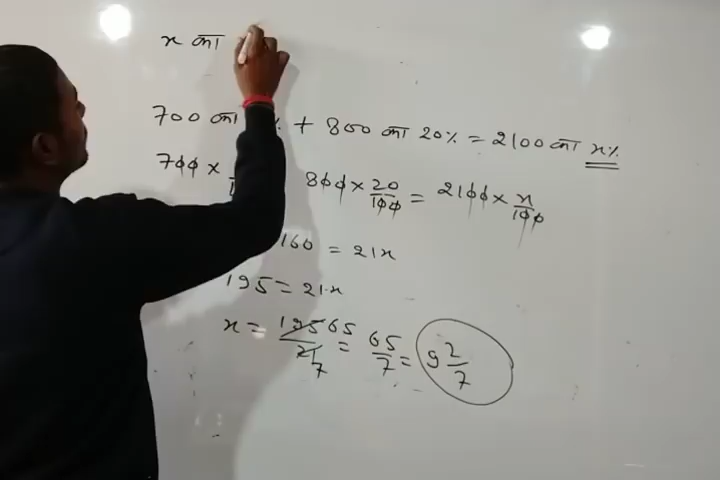 x का
700 का % + 800 का 20% = 2100 का x%
700 × 800 × 20/100 = 2100 × x/100
160 = 21x
195 = 21x
x = 195 65 / 21 7 = 65/7 = 9 2/7